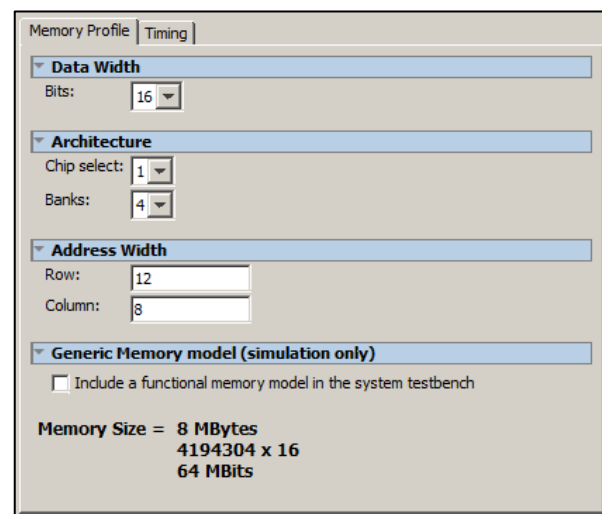 Memory Profile Timing
Data Width
Bits: 16
Architecture
Chip select: 1
Banks: 4
Address Width
Row: 12
Column: 8
Generic Memory model (simulation only)
Include a functional memory model in the system testbench
Memory Size = 8 MBytes
4194304 x 16
64 MBits